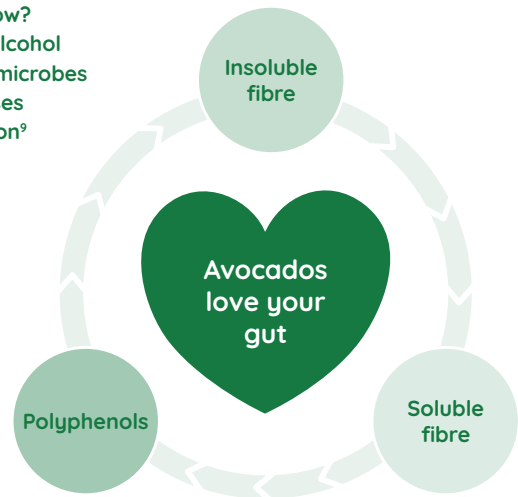 ow?
lcohol
microbes
es
on⁹
Insoluble
fibre
Avocados
love your
gut
Polyphenols
Soluble
fibre